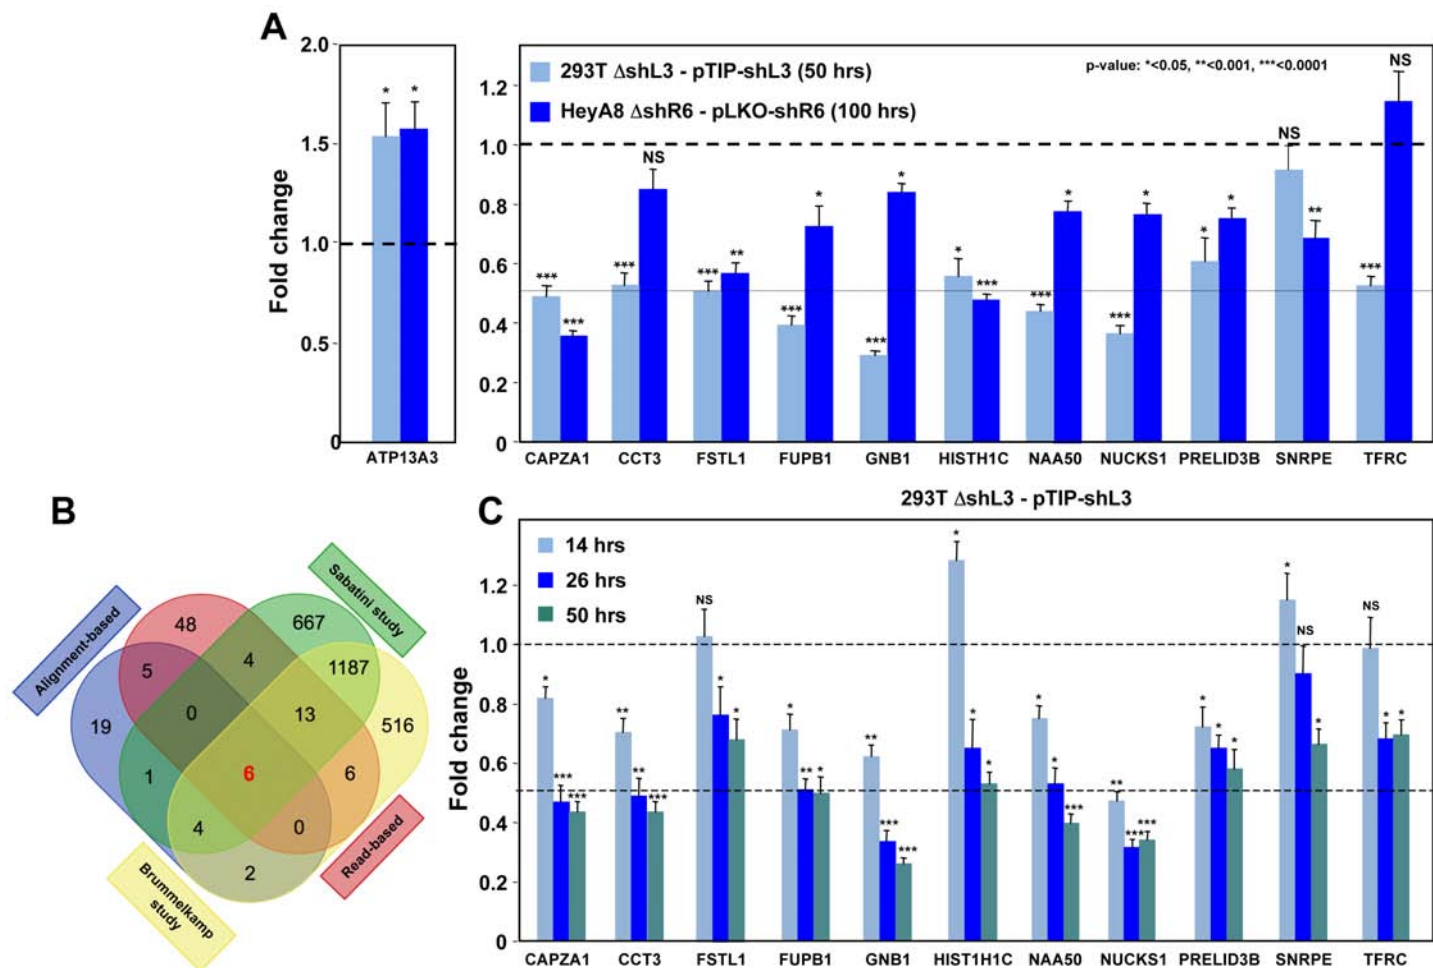 A
Fold change
2.0
1.5
1.0
0.5
0
* *
ATP13A3
293T ΔshL3 - pTIP-shL3 (50 hrs)
HeyA8 ΔshR6 - pLKO-shR6 (100 hrs)
p-value: *<0.05, **<0.001, ***<0.0001
1.2
1.0
0.8
0.6
0.4
0.2
0
*** *** *** NS *** ** *** * *** * * *** *** * *** * * * NS ** *** NS
CAPZA1 CCT3 FSTL1 FUPB1 GNB1 HISTH1C NAA50 NUCKS1 PRELID3B SNRPE TFRC
B
Alignment-based
Sabatini study
Brummelkamp
study
Read-based
48 667
5 4 1187
19 0 13 516
1 6 6
4 0
2
C
293T ΔshL3 - pTIP-shL3
14 hrs
26 hrs
50 hrs
Fold change
1.2
1.0
0.8
0.6
0.4
0.2
0
* *** *** ** ** *** NS * * * ** * ** *** *** * * * * * *** ** *** *** * * * * NS * NS * *
CAPZA1 CCT3 FSTL1 FUPB1 GNB1 HIST1H1C NAA50 NUCKS1 PRELID3B SNRPE TFRC